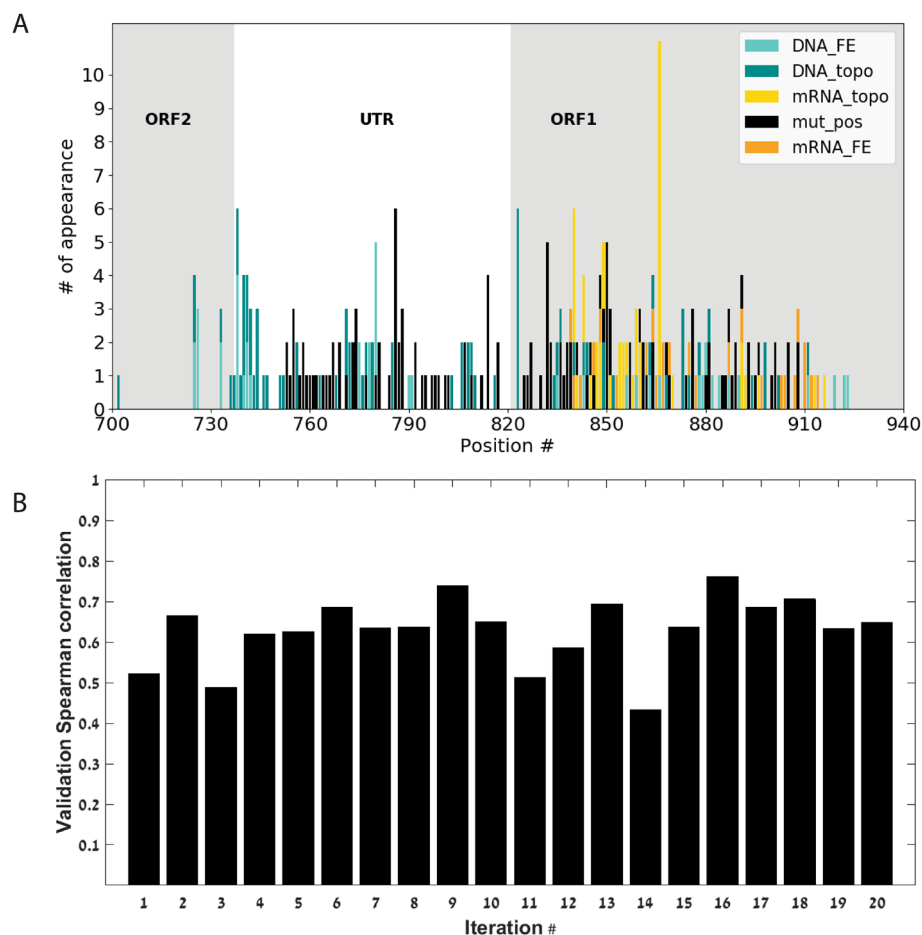 A
# of appearance
10
9
8
7
6
5
4
3
2
1
0
ORF2
UTR
ORF1
DNA_FE
DNA_topo
mRNA_topo
mut_pos
mRNA_FE
700 730 760 790 820 850 880 910 940
Position #
B
Validation Spearman correlation
1
0.9
0.8
0.7
0.6
0.5
0.4
0.3
0.2
0.1
1 2 3 4 5 6 7 8 9 10 11 12 13 14 15 16 17 18 19 20
Iteration #